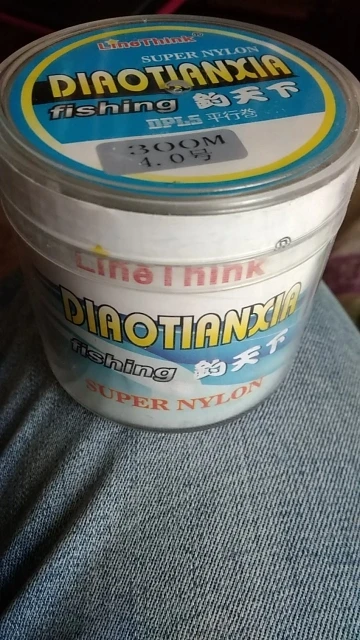 LineThink®
SUPER NYLON
DIAOTIANXIA
fishing 釣天下
DPLS 平行卷
300M
4.0号
LineThink®
DIAOTIANXIA
fishing 釣天下
SUPER NYLON